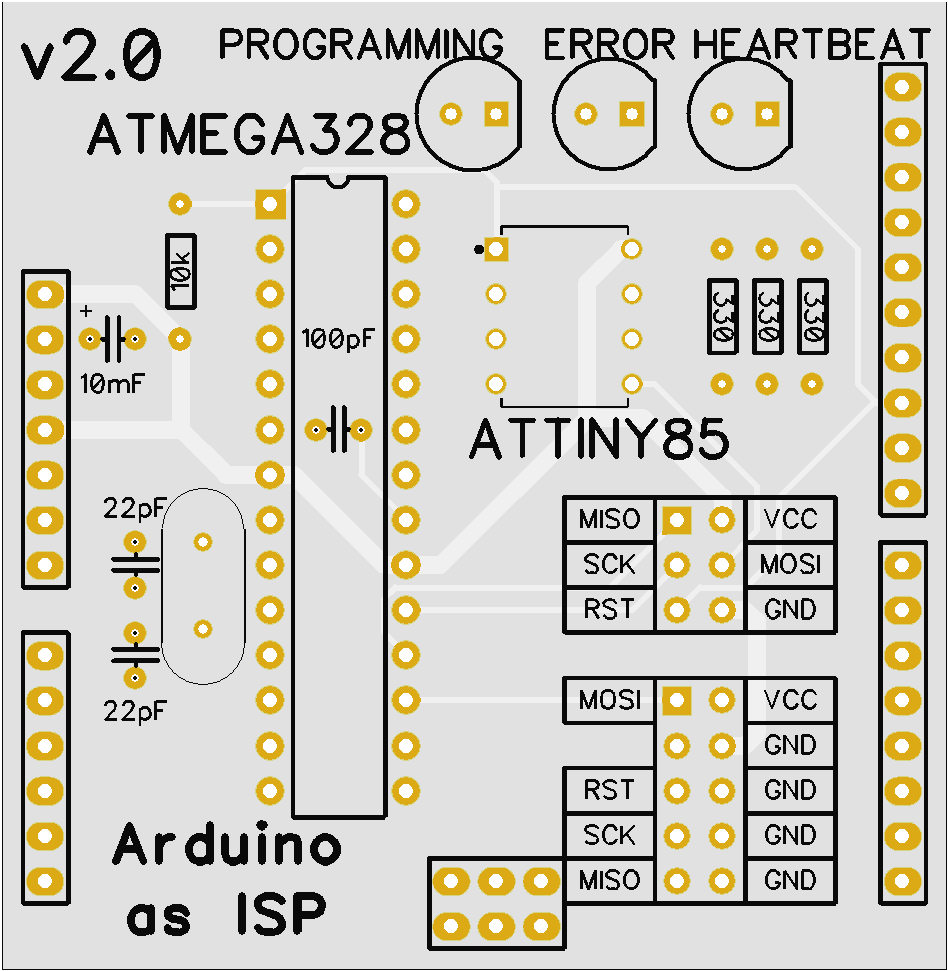 v2.0
PROGRAMMING
ERROR
HEARTBEAT
ATMEGA328
10k
+
10mF
100pF
330
330
330
ATTINY85
22pF
22pF
MISO VCC
SCK MOSI
RST GND
MOSI VCC
GND
RST GND
SCK GND
MISO GND
Arduino
as ISP